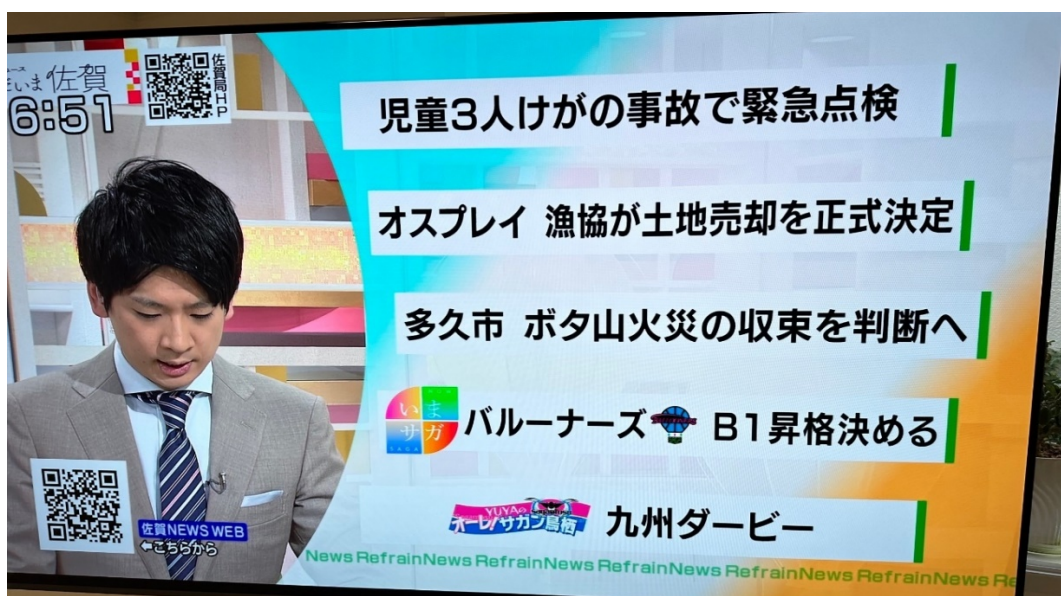 いま佐賀
6:51
佐賀局HP
児童3人けがの事故で緊急点検
オスプレイ 漁協が土地売却を正式決定
多久市 ボタ山火災の収束を判断へ
いまサガ
SAGA
バルーナーズ B1昇格決める
YUYAの
オーレ!サガン鳥栖
九州ダービー
佐賀NEWS WEB
←こちらから
News RefrainNews RefrainNews RefrainNews RefrainNews RefrainNews Re